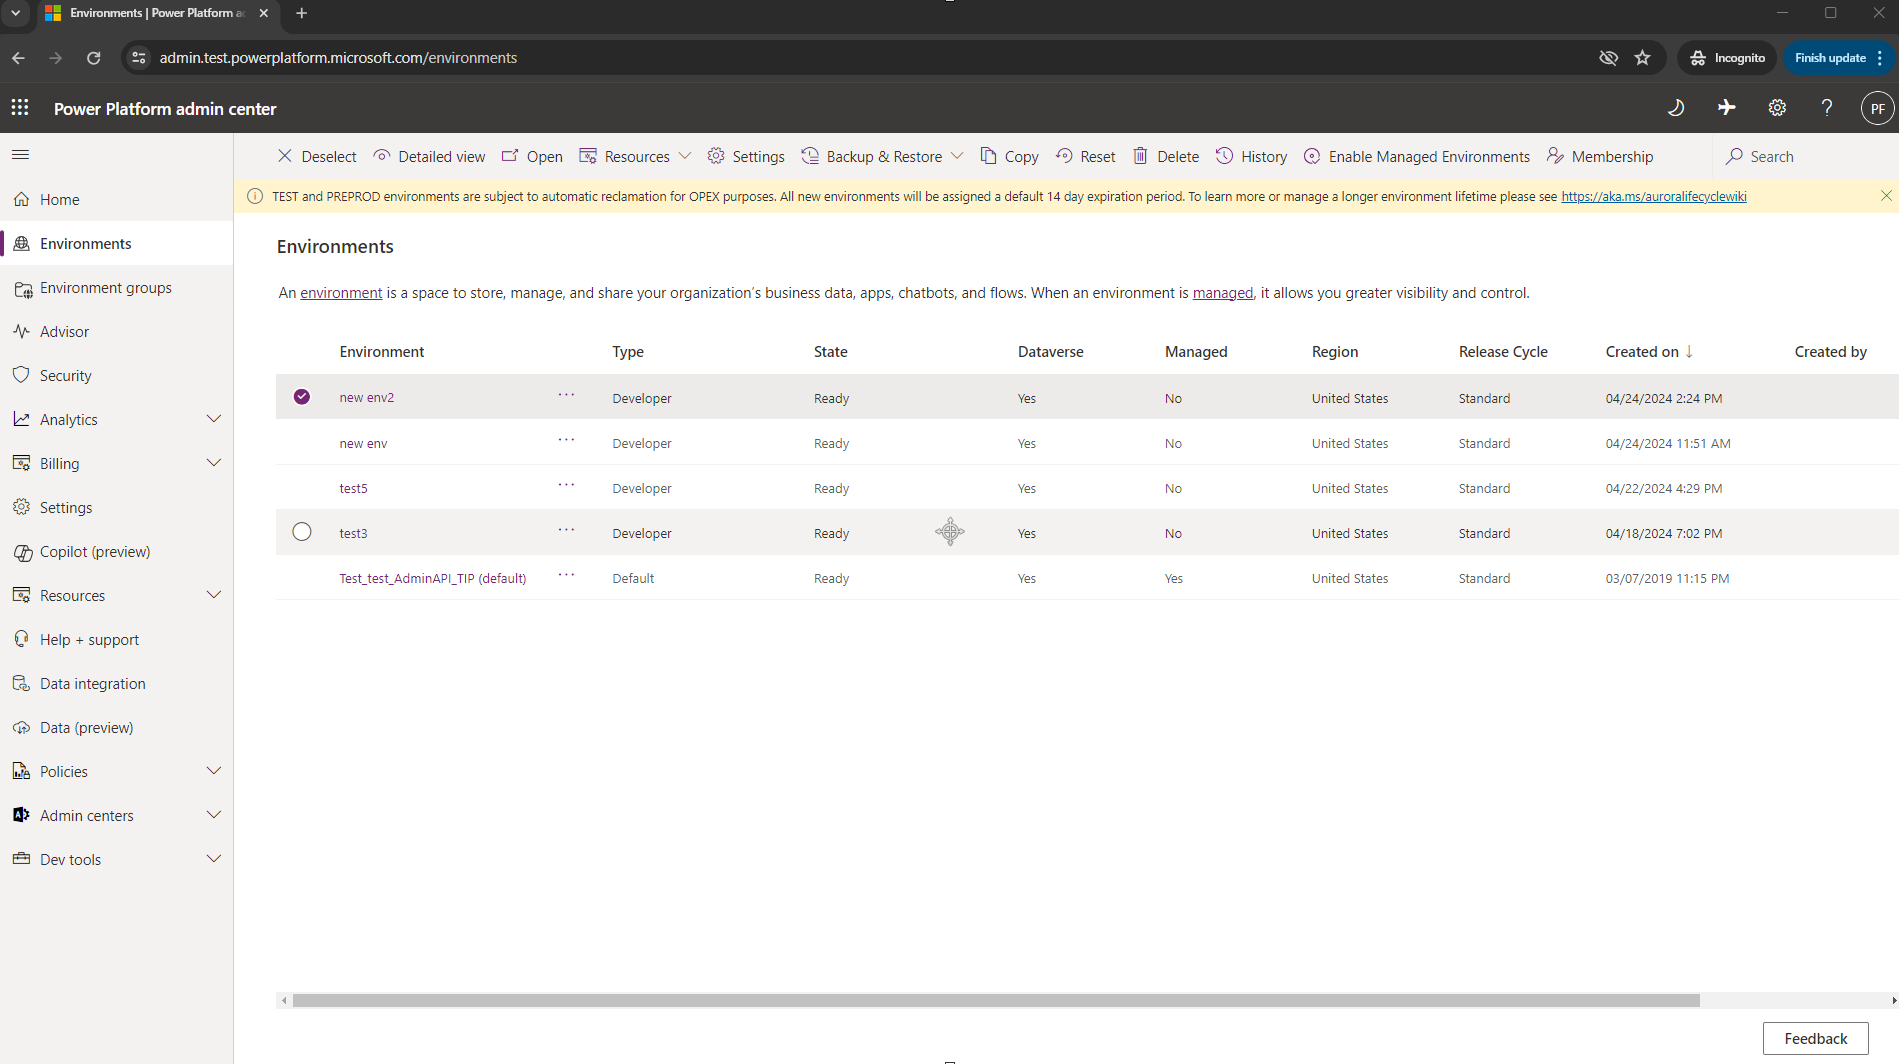 Environments | Power Platform ac
admin.test.powerplatform.microsoft.com/environments
Incognito
Finish update
Power Platform admin center
PF
Deselect Detailed view Open Resources Settings Backup & Restore Copy Reset Delete History Enable Managed Environments Membership Search
TEST and PREPROD environments are subject to automatic reclamation for OPEX purposes. All new environments will be assigned a default 14 day expiration period. To learn more or manage a longer environment lifetime please see https://aka.ms/auroralifecyclewiki
Home
Environments
Environment groups
Advisor
Security
Analytics
Billing
Settings
Copilot (preview)
Resources
Help + support
Data integration
Data (preview)
Policies
Admin centers
Dev tools
Environments
An environment is a space to store, manage, and share your organization's business data, apps, chatbots, and flows. When an environment is managed, it allows you greater visibility and control.
Environment Type State Dataverse Managed Region Release Cycle Created on ↓ Created by
new env2 ... Developer Ready Yes No United States Standard 04/24/2024 2:24 PM
new env ... Developer Ready Yes No United States Standard 04/24/2024 11:51 AM
test5 ... Developer Ready Yes No United States Standard 04/22/2024 4:29 PM
test3 ... Developer Ready Yes No United States Standard 04/18/2024 7:02 PM
Test_test_AdminAPI_TIP (default) ... Default Ready Yes Yes United States Standard 03/07/2019 11:15 PM
Feedback